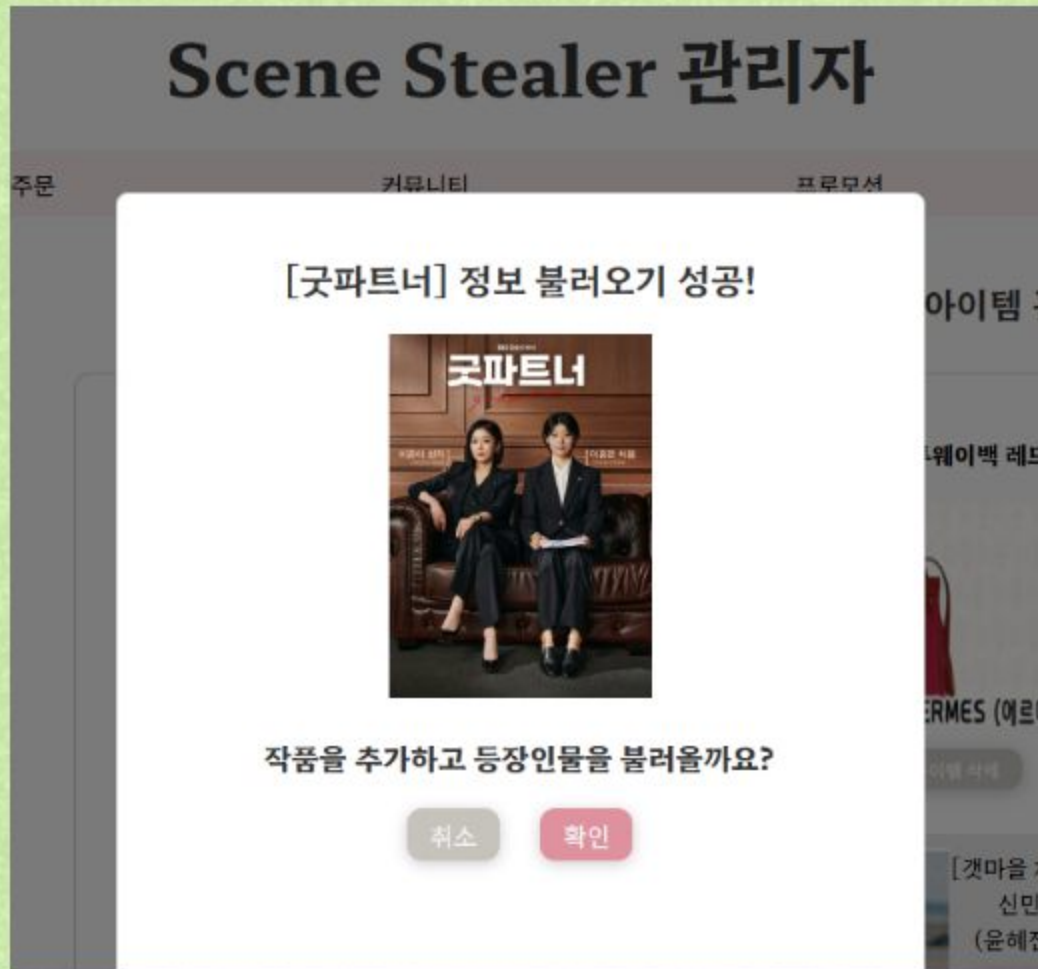 Scene Stealer 관리자
주문
커뮤니티
프로모션
[굿파트너] 정보 불러오기 성공!
아이템
굿파트너
웨이백 레드
ERMES (에르
작품을 추가하고 등장인물을 불러올까요?
취소
확인
[갯마을
신민
(윤혜진